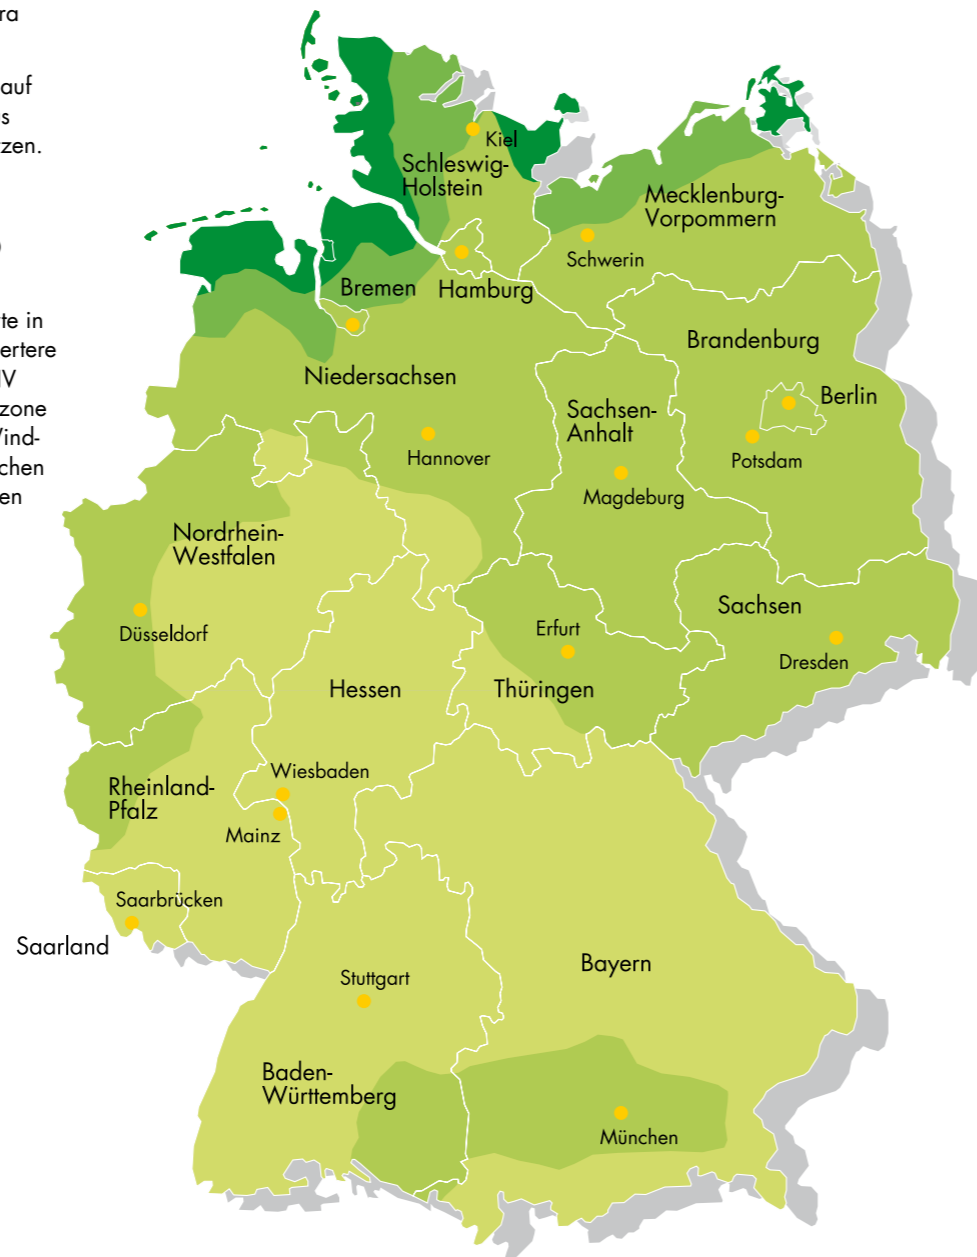 auf
zen.
te in
ertere
IV
zone
Wind-
chen
en
Kiel
Schleswig-
Holstein
Mecklenburg-
Vorpommern
Schwerin
Bremen
Hamburg
Brandenburg
Niedersachsen
Berlin
Sachsen-
Anhalt
Hannover
Potsdam
Magdeburg
Nordrhein-
Westfalen
Sachsen
Düsseldorf
Erfurt
Dresden
Hessen
Thüringen
Wiesbaden
Rheinland-
Pfalz
Mainz
Saarbrücken
Saarland
Bayern
Stuttgart
Baden-
Württemberg
München